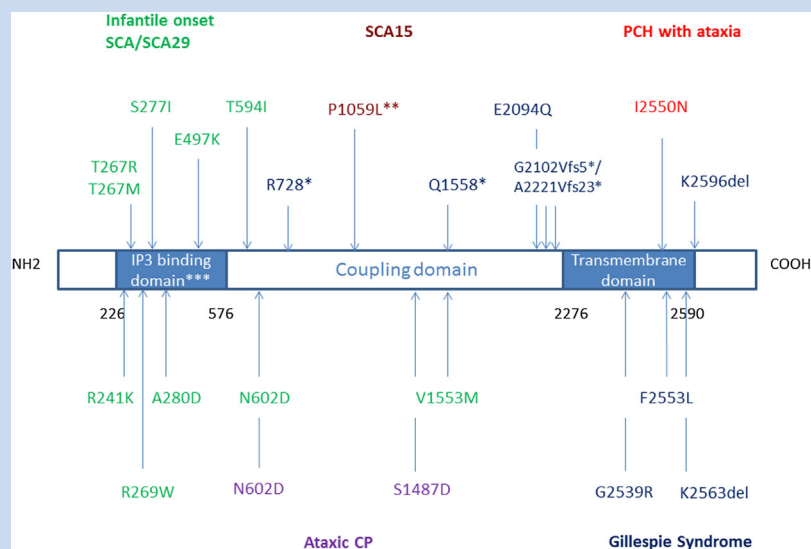 Infantile onset
SCA/SCA29
SCA15
PCH with ataxia
S277I
T594I
P1059L**
E2094Q
I2550N
E497K
T267R
T267M
R728*
Q1558*
G2102Vfs5*/
A2221Vfs23*
K2596del
NH2
IP3 binding
domain***
Coupling domain
Transmembrane
domain
COOH
226
576
2276
2590
R241K
A280D
N602D
V1553M
F2553L
R269W
N602D
S1487D
G2539R
K2563del
Ataxic CP
Gillespie Syndrome